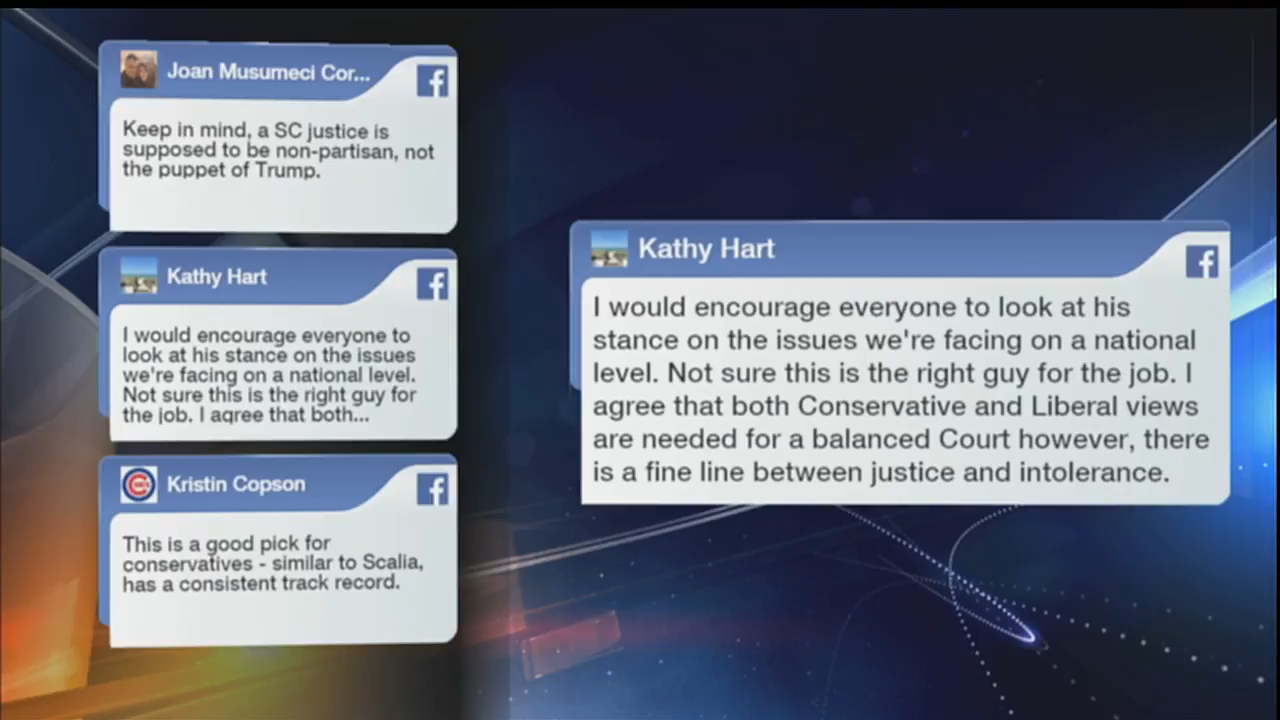 Joan Musumeci Cor...
Keep in mind, a SC justice is
supposed to be non-partisan, not
the puppet of Trump.
Kathy Hart
I would encourage everyone to
look at his stance on the issues
we're facing on a national level.
Not sure this is the right guy for
the job. I agree that both...
Kristin Copson
This is a good pick for
conservatives - similar to Scalia,
has a consistent track record.
Kathy Hart
I would encourage everyone to look at his
stance on the issues we're facing on a national
level. Not sure this is the right guy for the job. I
agree that both Conservative and Liberal views
are needed for a balanced Court however, there
is a fine line between justice and intolerance.